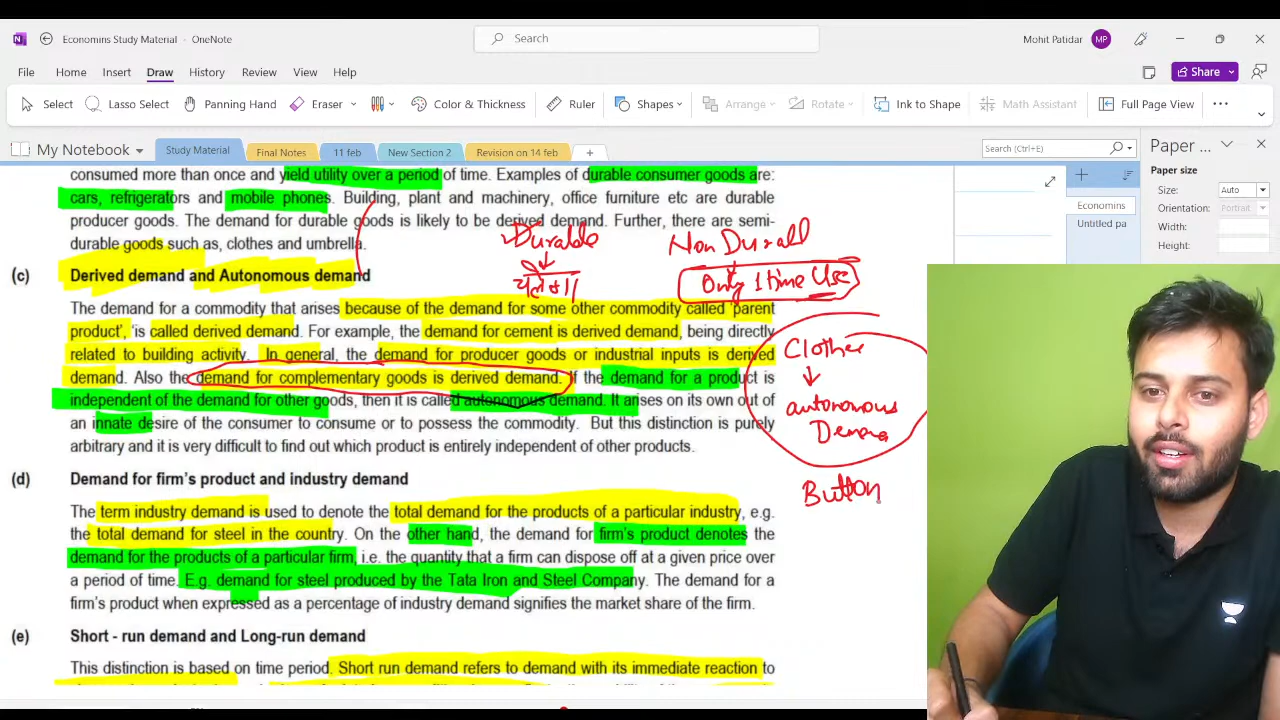 Economins Study Material - OneNote
Search
Mohit Patidar
MP
File Home Insert Draw History Review View Help
Share
Select Lasso Select Panning Hand Eraser Color & Thickness Ruler Shapes Arrange Rotate Ink to Shape Math Assistant Full Page View
My Notebook Study Material Final Notes 11 feb New Section 2 Revision on 14 feb
Search (Ctrl+E)
Paper ...
Size: Auto
Orientation: Portrait
Width:
Height:
Economins
Untitled pa
consumed more than once and yield utility over a period of time. Examples of durable consumer goods are:
cars, refrigerators and mobile phones. Building, plant and machinery, office furniture etc are durable
producer goods. The demand for durable goods is likely to be derived demand. Further, there are semi-
durable goods such as, clothes and umbrella.
Durable
Non Durall
Only 1 time Use
(c) Derived demand and Autonomous demand
The demand for a commodity that arises because of the demand for some other commodity called 'parent
product', 'is called derived demand. For example, the demand for cement is derived demand, being directly
related to building activity. In general, the demand for producer goods or industrial inputs is derived
demand. Also the demand for complementary goods is derived demand. If the demand for a product is
independent of the demand for other goods, then it is called autonomous demand. It arises on its own out of
an innate desire of the consumer to consume or to possess the commodity. But this distinction is purely
arbitrary and it is very difficult to find out which product is entirely independent of other products.
autonomous
Button
(d) Demand for firm's product and industry demand
The term industry demand is used to denote the total demand for the products of a particular industry, e.g.
the total demand for steel in the country. On the other hand, the demand for firm's product denotes the
demand for the products of a particular firm, i.e. the quantity that a firm can dispose off at a given price over
a period of time. E.g. demand for steel produced by the Tata Iron and Steel Company. The demand for a
firm's product when expressed as a percentage of industry demand signifies the market share of the firm.
(e) Short - run demand and Long-run demand
This distinction is based on time period. Short run demand refers to demand with its immediate reaction to